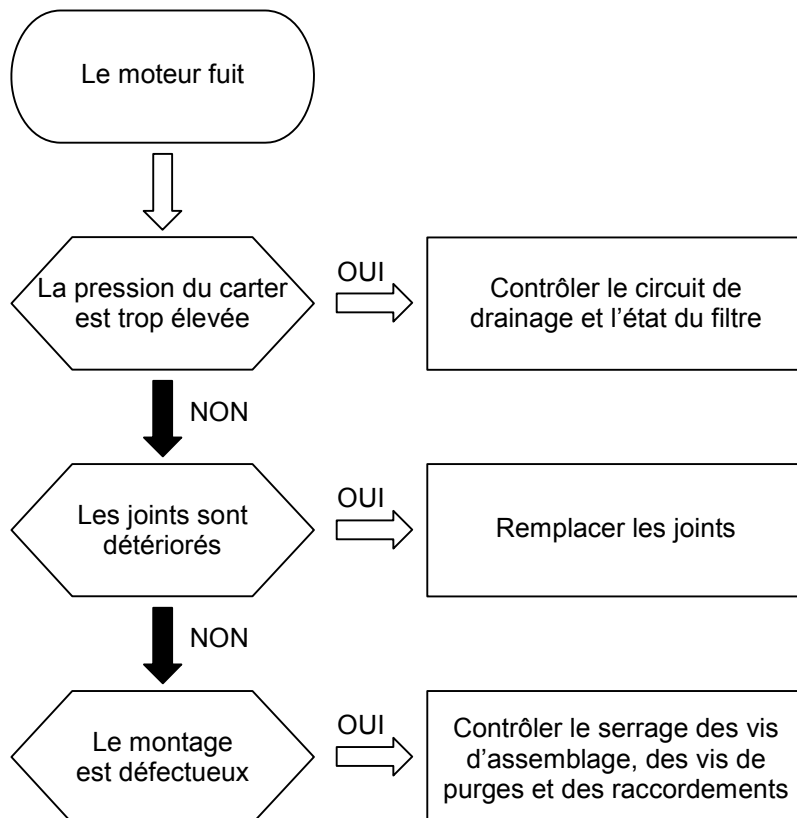 Le moteur fuit
La pression du carter
est trop élevée
OUI
Contrôler le circuit de
drainage et l’état du filtre
NON
Les joints sont
détériorés
OUI
Remplacer les joints
NON
Le montage
est défectueux
OUI
Contrôler le serrage des vis
d’assemblage, des vis de
purges et des raccordements